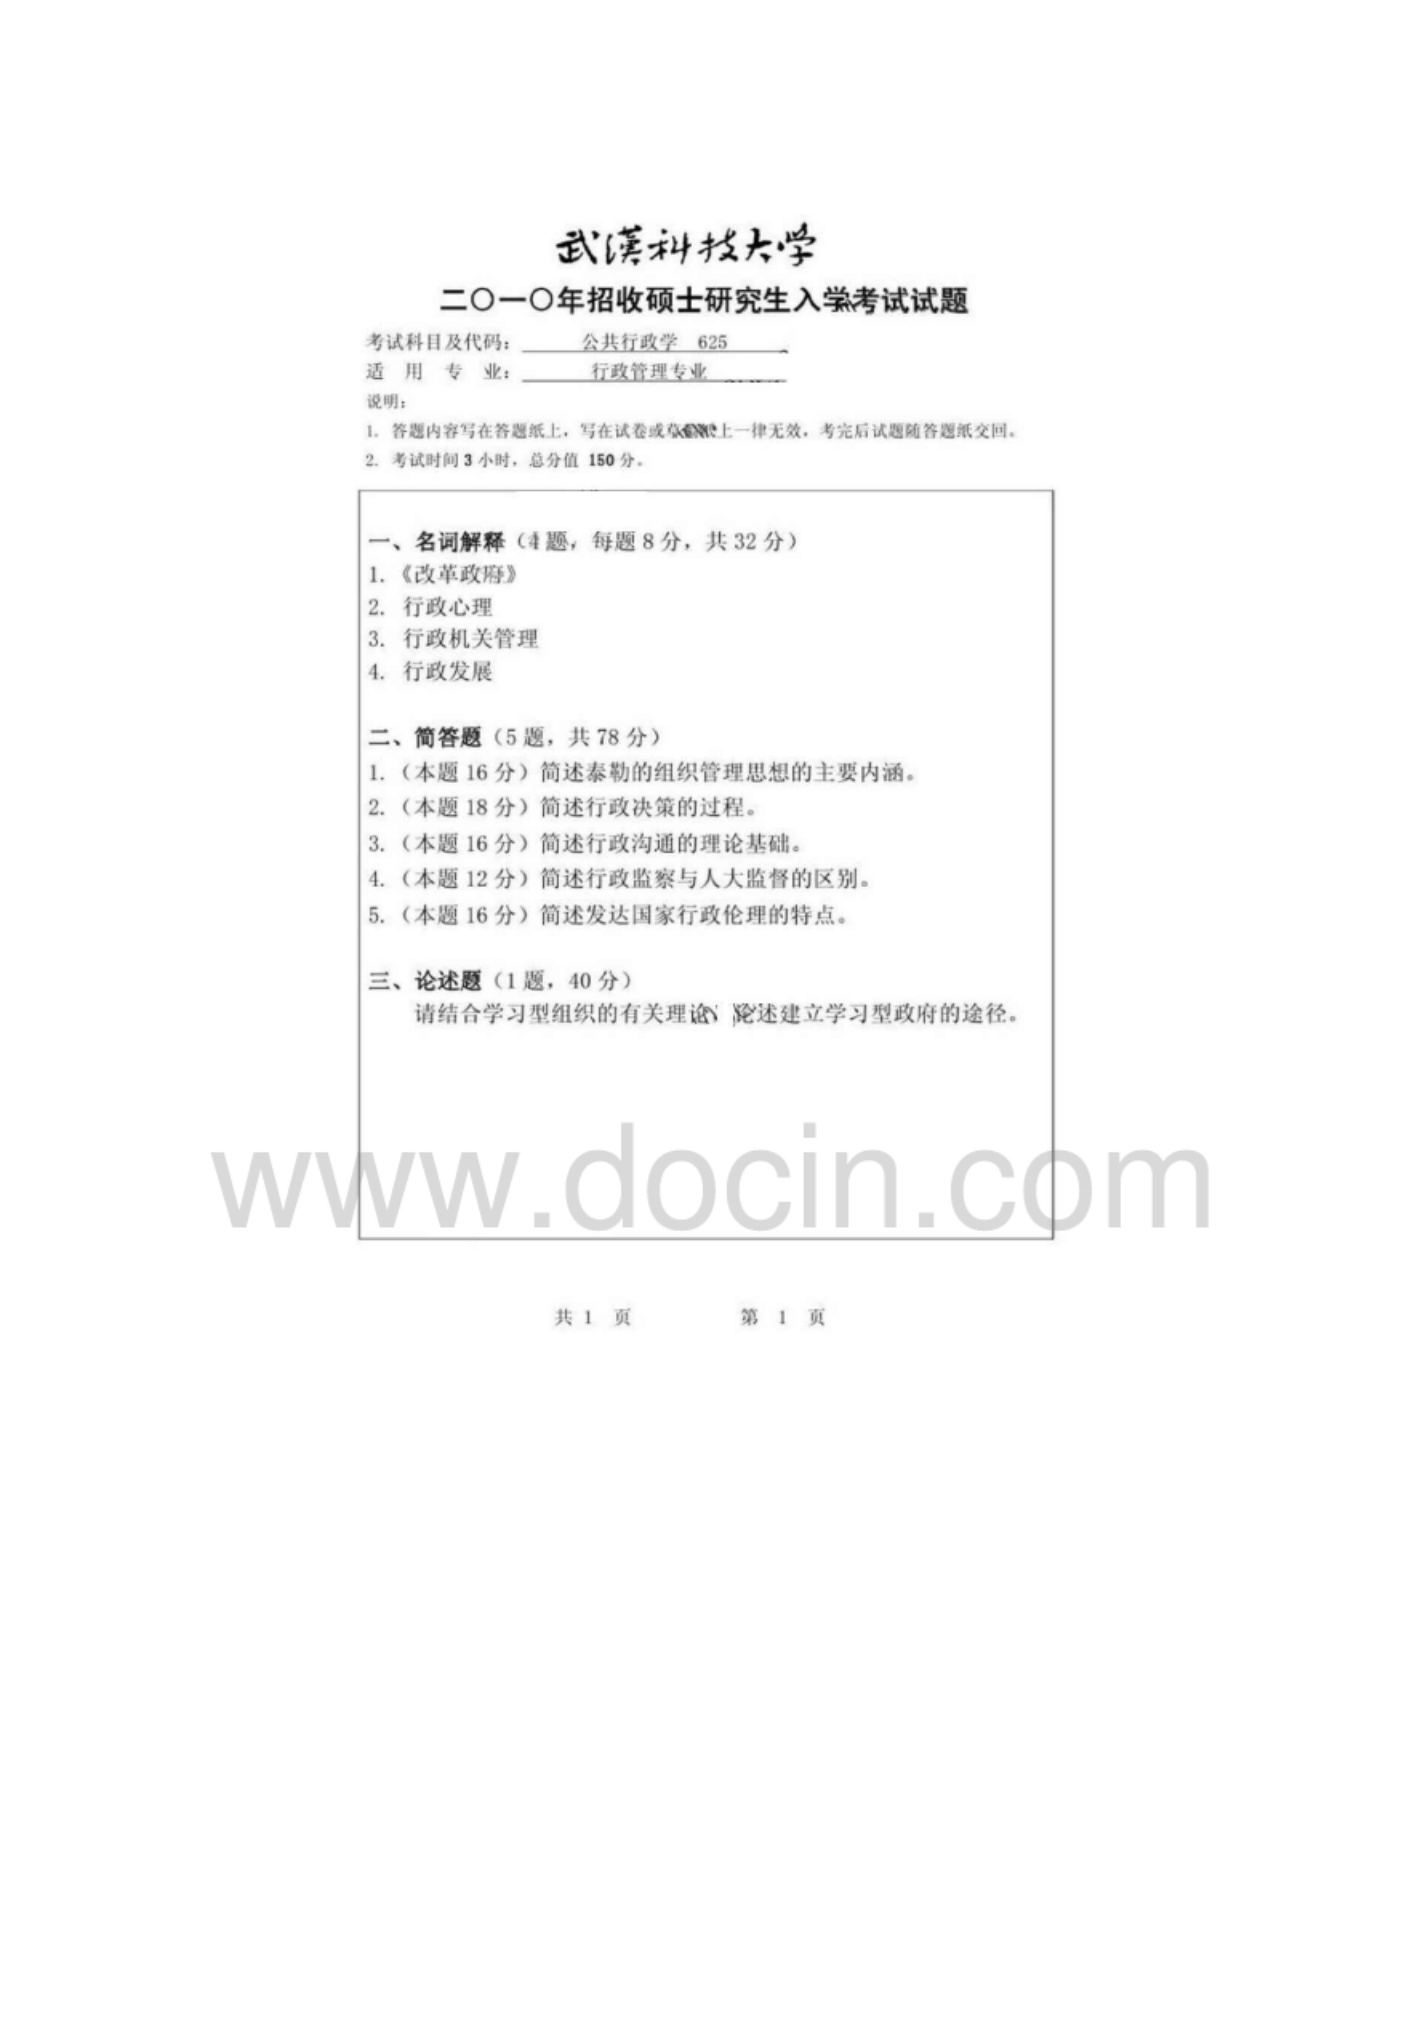 武漢科技大学
二〇一〇年招收硕士研究生入学考试试题
考试科目及代码： 公共行政学 625
适 用 专 业： 行政管理专业
说明：
1. 答题内容写在答题纸上，写在试卷或草稿纸上一律无效，考完后试题随答题纸交回。
2. 考试时间 3 小时，总分值 150 分。
一、名词解释（4题，每题 8 分，共 32 分）
1.《改革政府》
2. 行政心理
3. 行政机关管理
4. 行政发展
二、简答题（5 题，共 78 分）
1.（本题 16 分）简述泰勒的组织管理思想的主要内涵。
2.（本题 18 分）简述行政决策的过程。
3.（本题 16 分）简述行政沟通的理论基础。
4.（本题 12 分）简述行政监察与人大监督的区别。
5.（本题 16 分）简述发达国家行政伦理的特点。
三、论述题（1 题，40 分）
请结合学习型组织的有关理论，论述建立学习型政府的途径。
www.docin.com
共 1 页 第 1 页